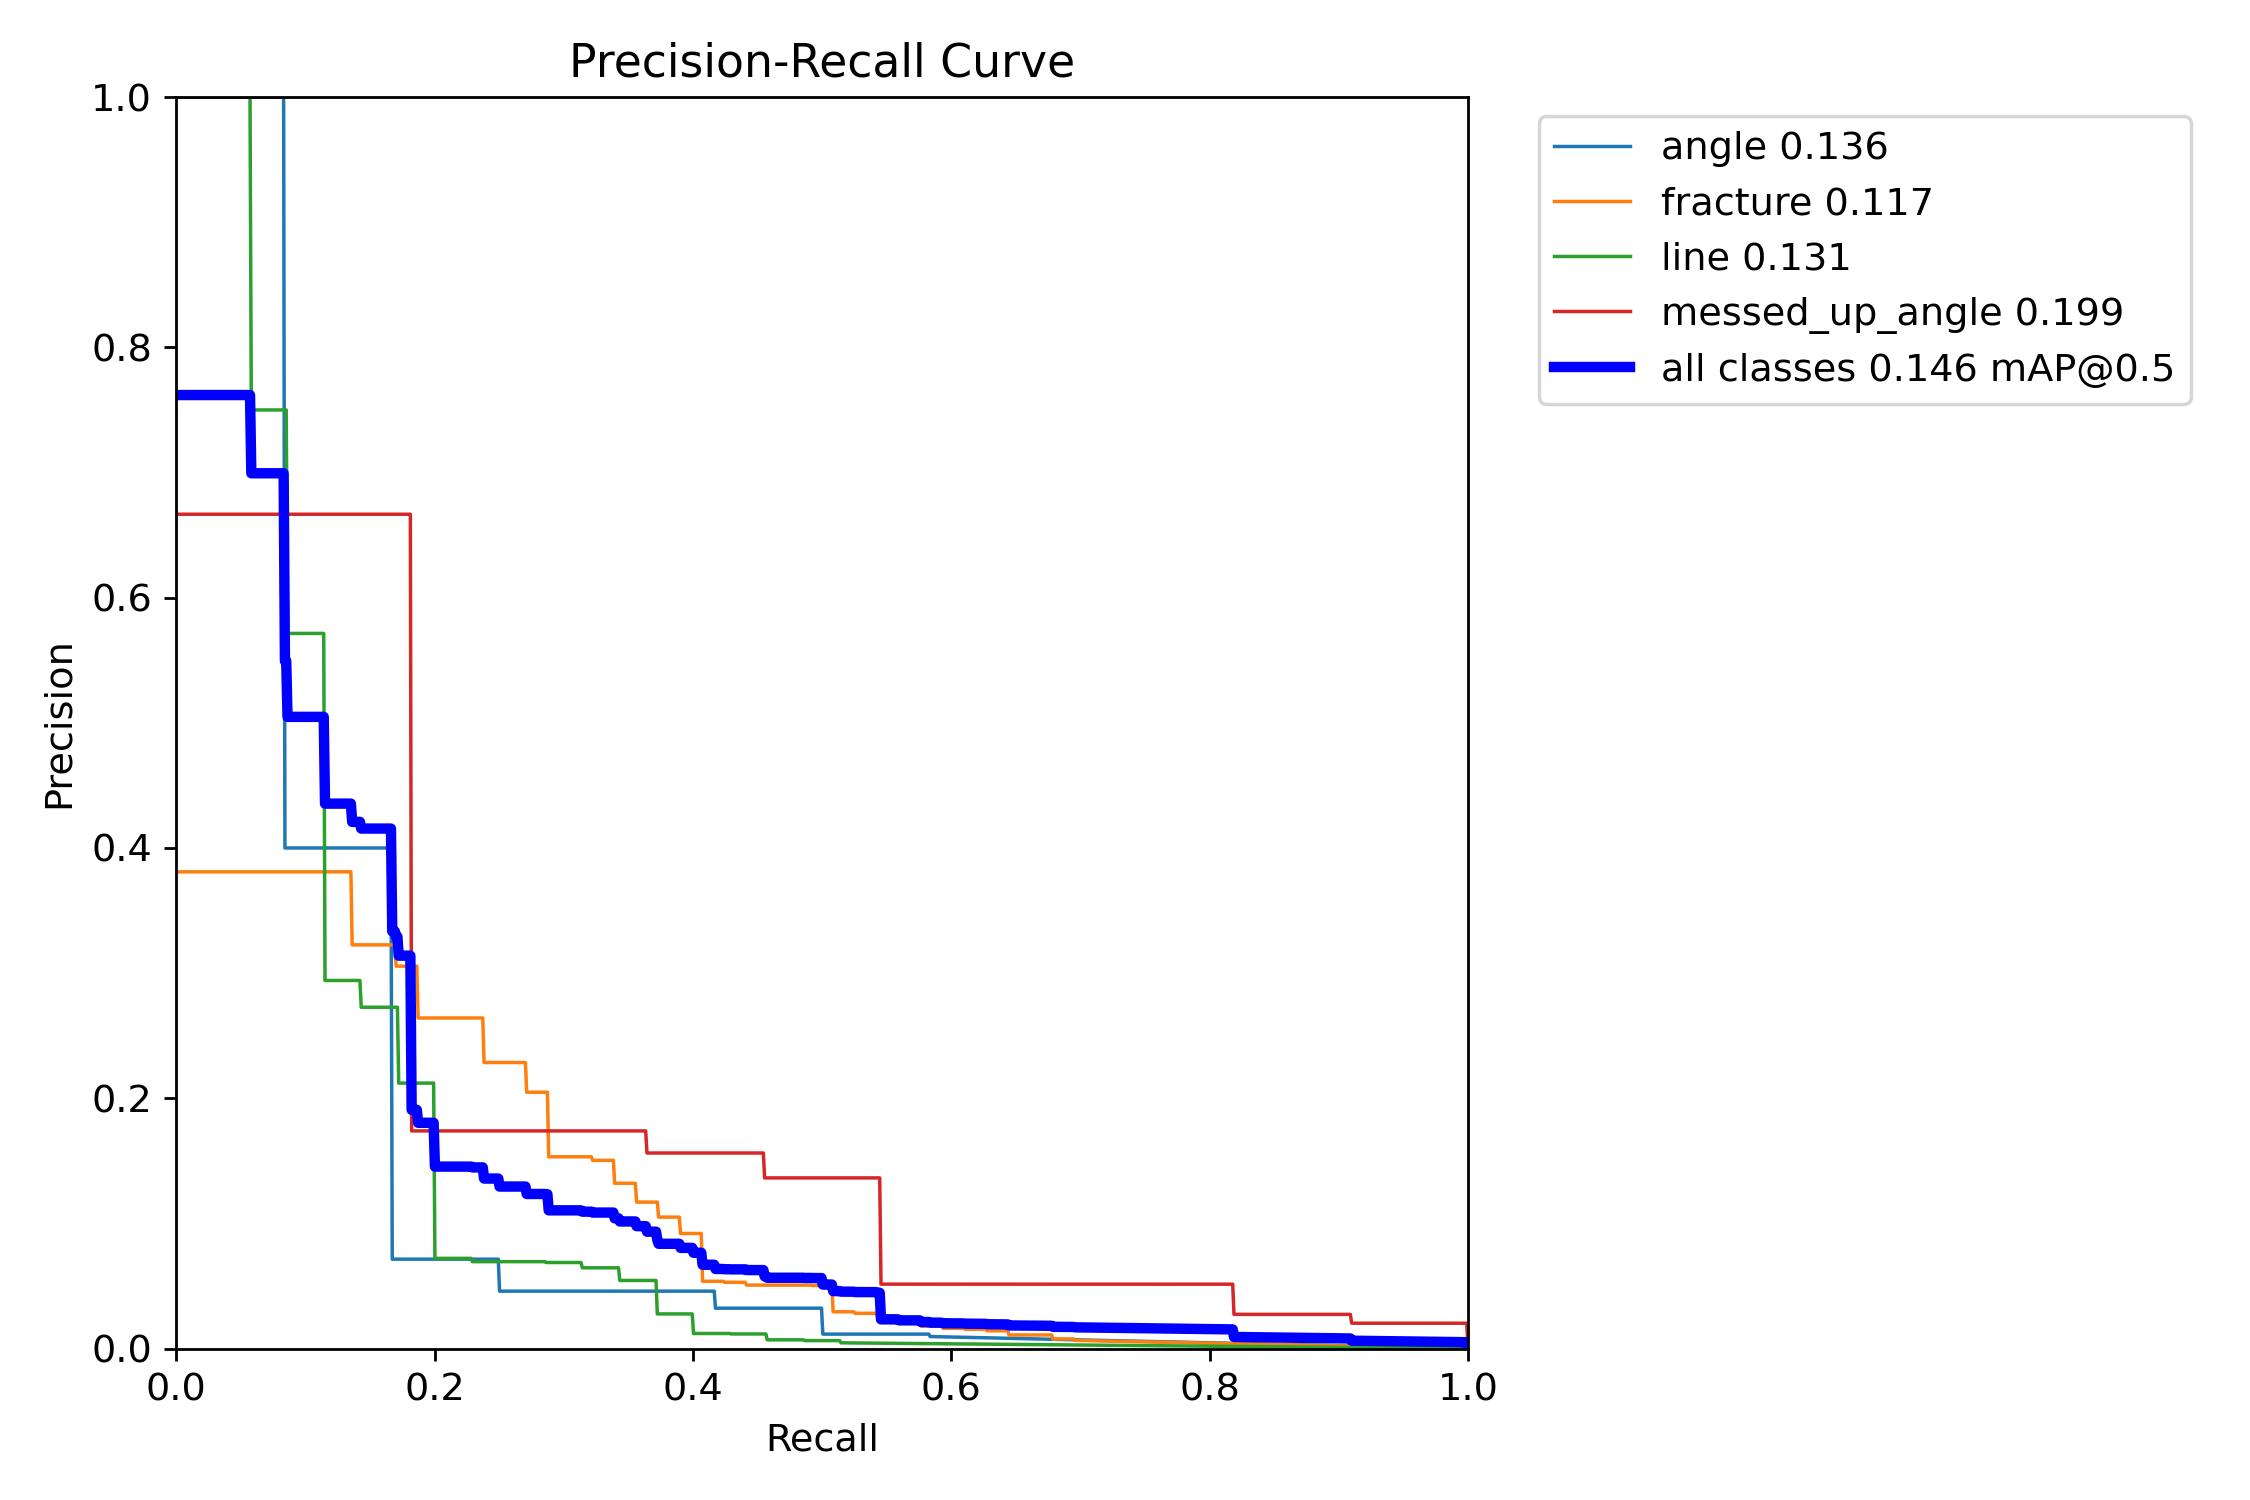 Precision-Recall Curve
1.0
0.8
0.6
0.4
0.2
0.0
Precision
0.0 0.2 0.4 0.6 0.8 1.0
Recall
angle 0.136
fracture 0.117
line 0.131
messed_up_angle 0.199
all classes 0.146 mAP@0.5